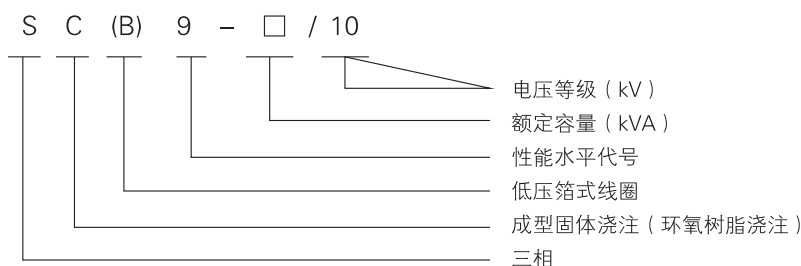 S C (B) 9 - □ / 10
电压等级（kV）
额定容量（kVA）
性能水平代号
低压箔式线圈
成型固体浇注（环氧树脂浇注）
三相